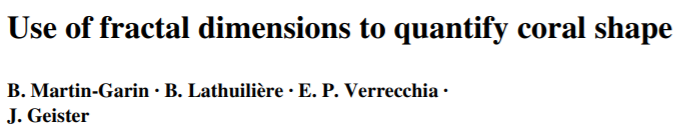 Use of fractal dimensions to quantify coral shape
B. Martin-Garin · B. Lathuilière · E. P. Verrecchia ·
J. Geister